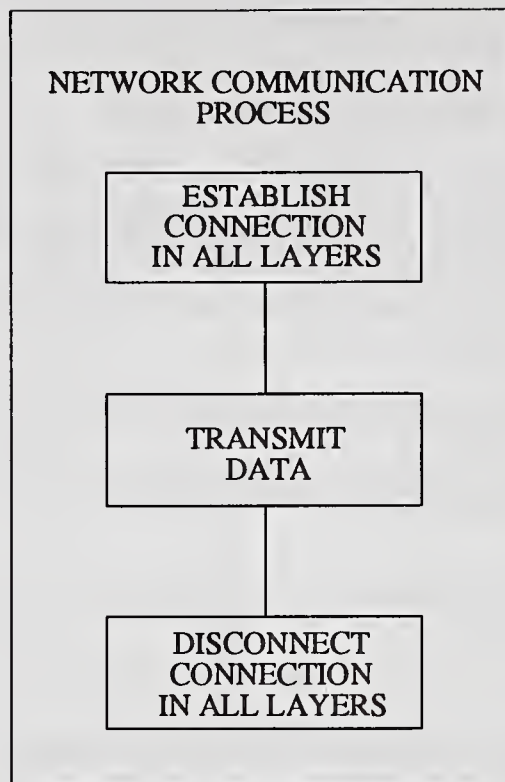 NETWORK COMMUNICATION
PROCESS
ESTABLISH
CONNECTION
IN ALL LAYERS
TRANSMIT
DATA
DISCONNECT
CONNECTION
IN ALL LAYERS